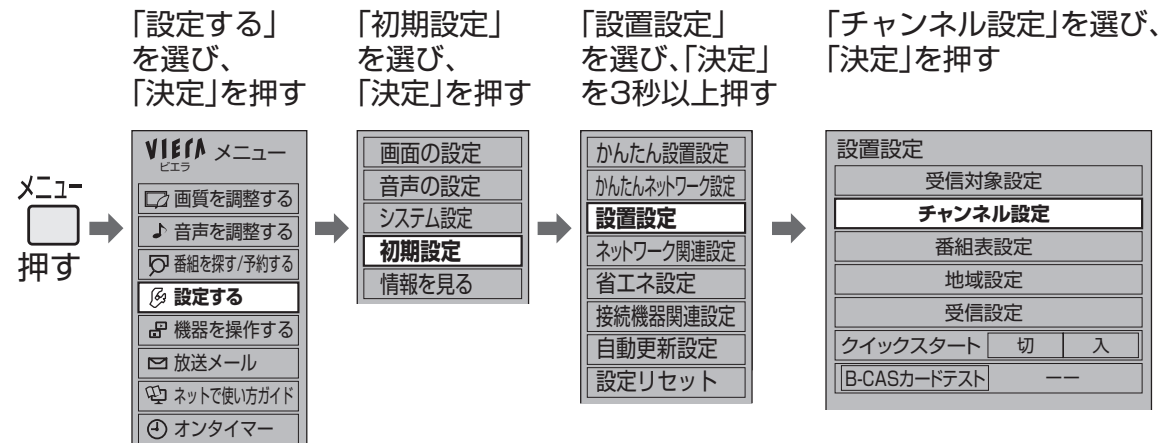 「設定する」
を選び、
「決定」を押す
「初期設定」
を選び、
「決定」を押す
「設置設定」
を選び、「決定」
を3秒以上押す
「チャンネル設定」を選び、
「決定」を押す
メニュー
押す
VIERA メニュー
ビエラ
画質を調整する
音声を調整する
番組を探す/予約する
設定する
機器を操作する
放送メール
ネットで使い方ガイド
オンタイマー
画面の設定
音声の設定
システム設定
初期設定
情報を見る
かんたん設置設定
かんたんネットワーク設定
設置設定
ネットワーク関連設定
省エネ設定
接続機器関連設定
自動更新設定
設定リセット
設置設定
受信対象設定
チャンネル設定
番組表設定
地域設定
受信設定
クイックスタート 切 入
B-CASカードテスト −−